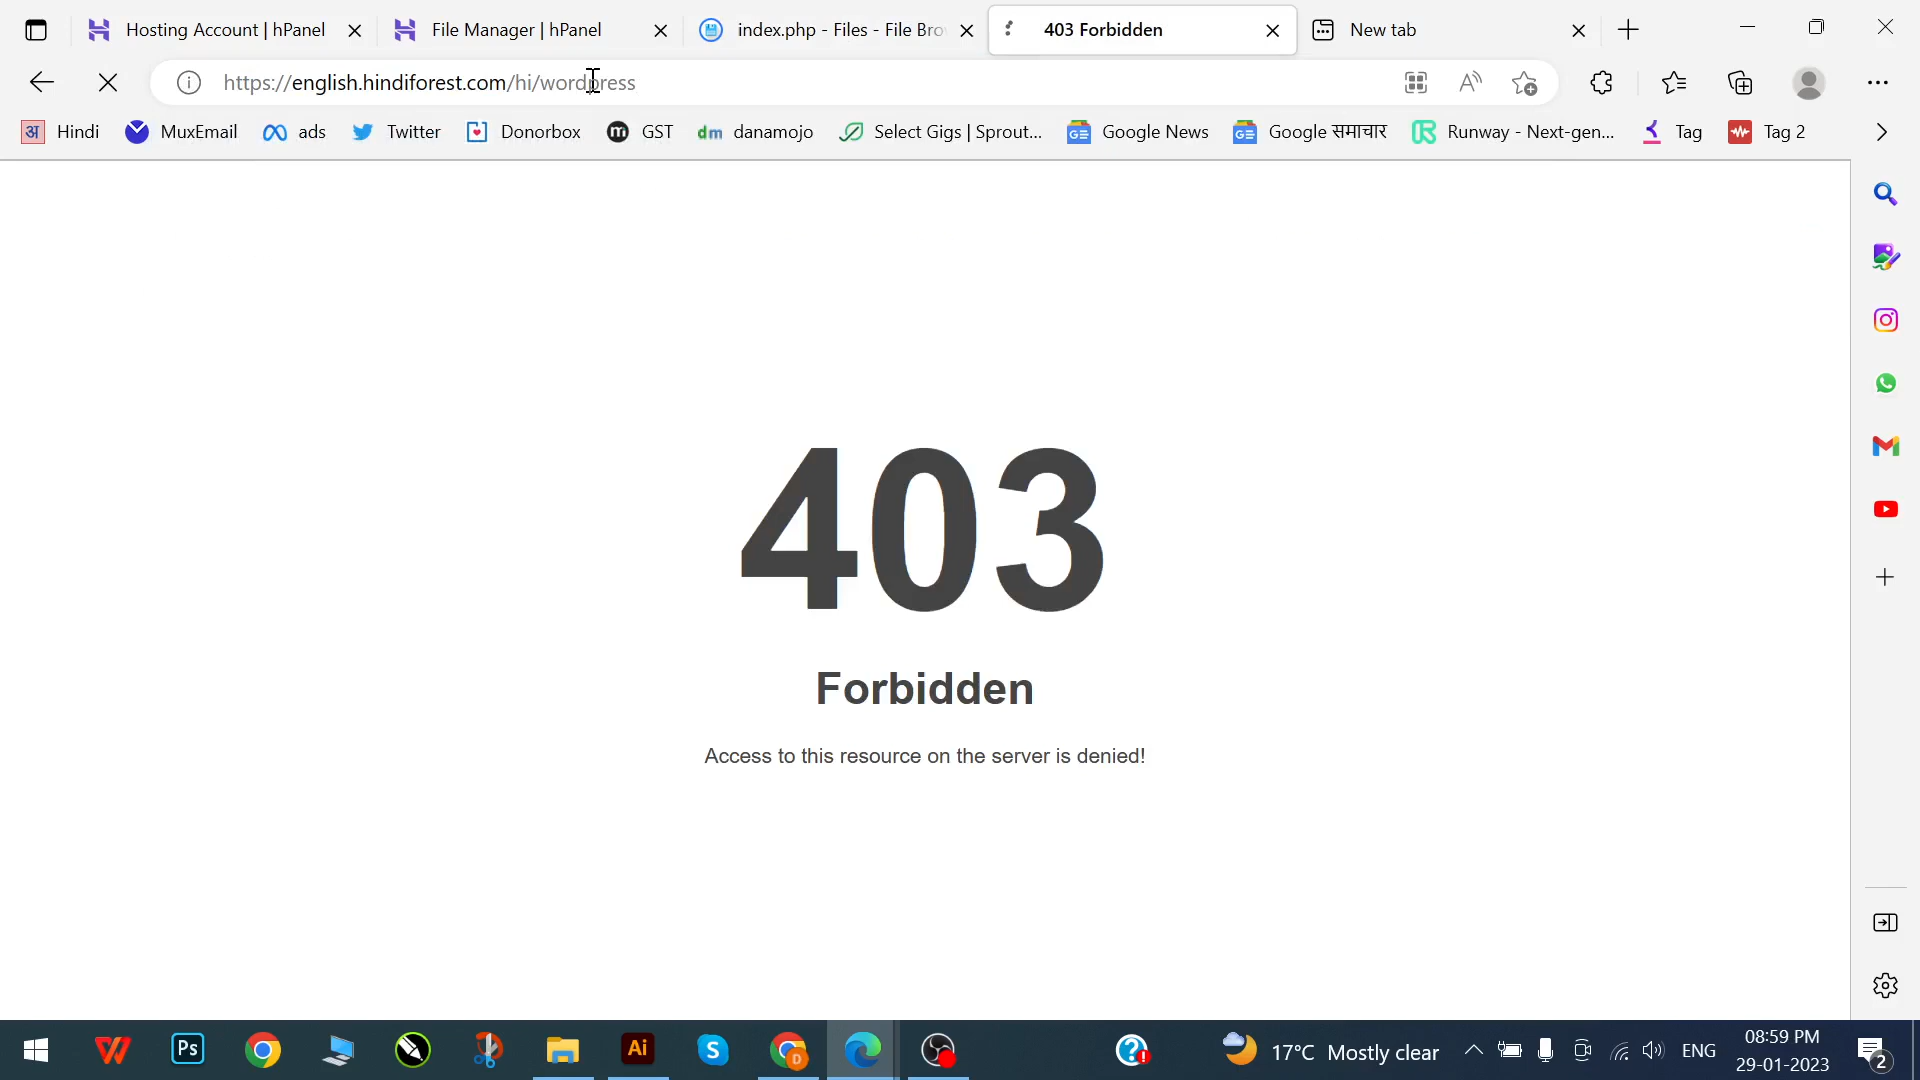 Hosting Account | hPanel
File Manager | hPanel
index.php - Files - File Bro
403 Forbidden
New tab
https://english.hindiforest.com/hi/wordpress
अ Hindi
MuxEmail
ads
Twitter
Donorbox
m GST
dm danamojo
Select Gigs | Sprout...
GE Google News
GE Google समाचार
Runway - Next-gen...
Tag
Tag 2
403
Forbidden
Access to this resource on the server is denied!
Ps
Ai
S
D
17°C Mostly clear
ENG
08:59 PM
29-01-2023
2